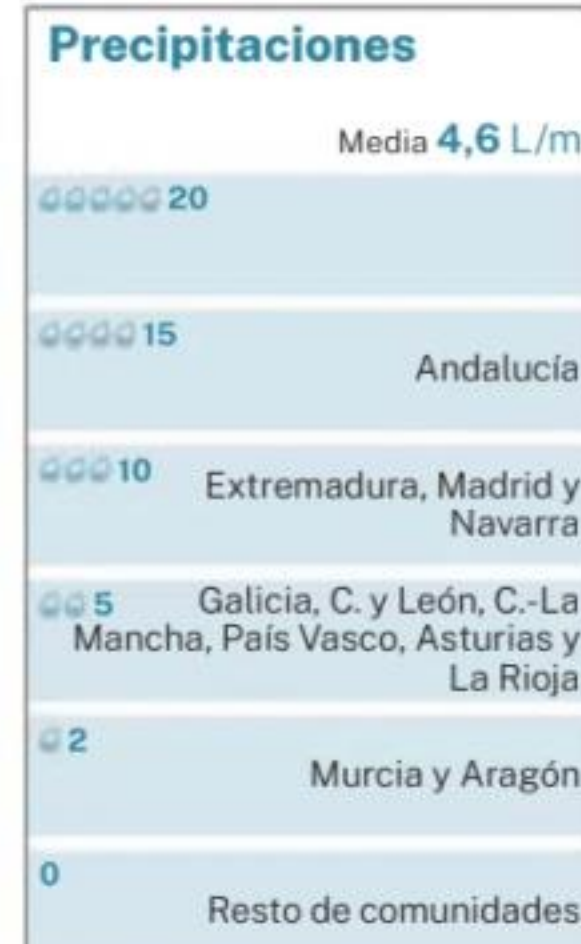 Precipitaciones
Media 4,6 L/m
20
15
Andalucía
10
Extremadura, Madrid y
Navarra
5 Galicia, C. y León, C.-La
Mancha, País Vasco, Asturias y
La Rioja
2
Murcia y Aragón
0
Resto de comunidades